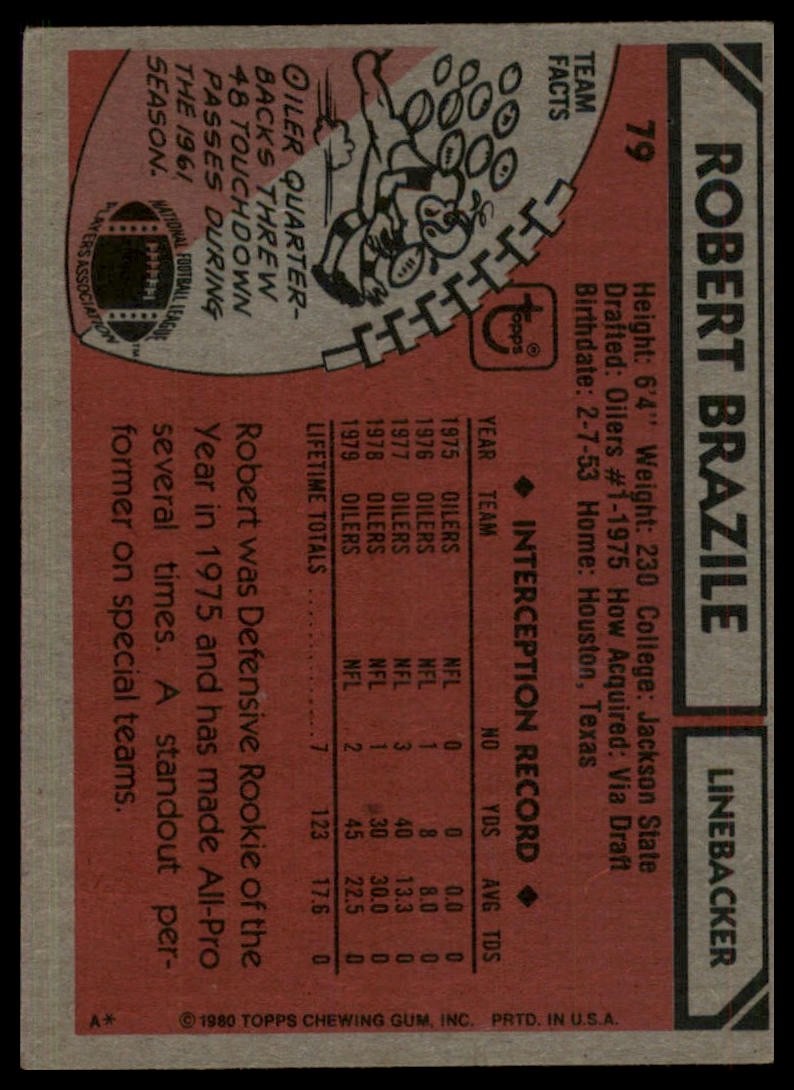 ROBERT BRAZILE
LINEBACKER
79
Height: 6'4" Weight: 230 College: Jackson State
Drafted: Oilers #1-1975 How Acquired: Via Draft
Birthdate: 2-7-53 Home: Houston, Texas
TEAM
FACTS
Topps®
OILER QUARTER-
BACKS THREW
48 TOUCHDOWN
PASSES DURING
THE 1961
SEASON.
NATIONAL FOOTBALL LEAGUE
PLAYERS ASSOCIATION™
◆ INTERCEPTION RECORD ◆
YEAR TEAM NO YDS AVG TDS
1975 OILERS NFL 0 0 0.0 0
1976 OILERS NFL 1 8 8.0 0
1977 OILERS NFL 3 40 13.3 0
1978 OILERS NFL 1 30 30.0 0
1979 OILERS NFL 2 45 22.5 0
LIFETIME TOTALS .............. 7 123 17.6 0
Robert was Defensive Rookie of the
Year in 1975 and has made All-Pro
several times. A standout per-
former on special teams.
A* ©1980 TOPPS CHEWING GUM, INC. PRTD. IN U.S.A.